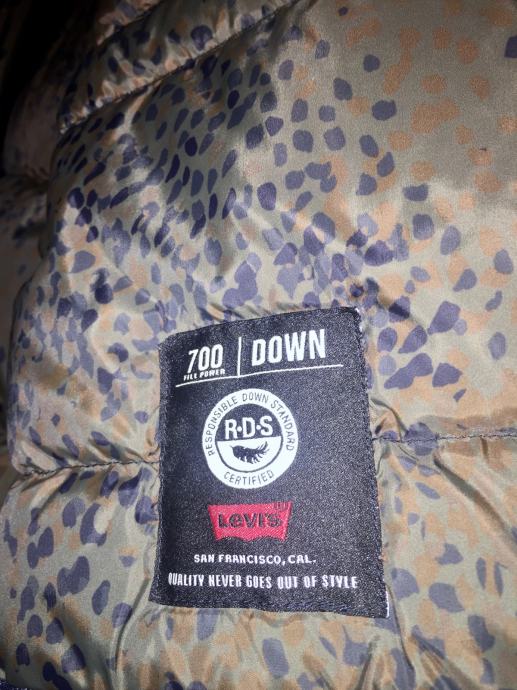 700 | DOWN
FILL POWER
RESPONSIBLE DOWN STANDARD
R·D·S
CERTIFIED
Levi's
SAN FRANCISCO, CAL.
QUALITY NEVER GOES OUT OF STYLE